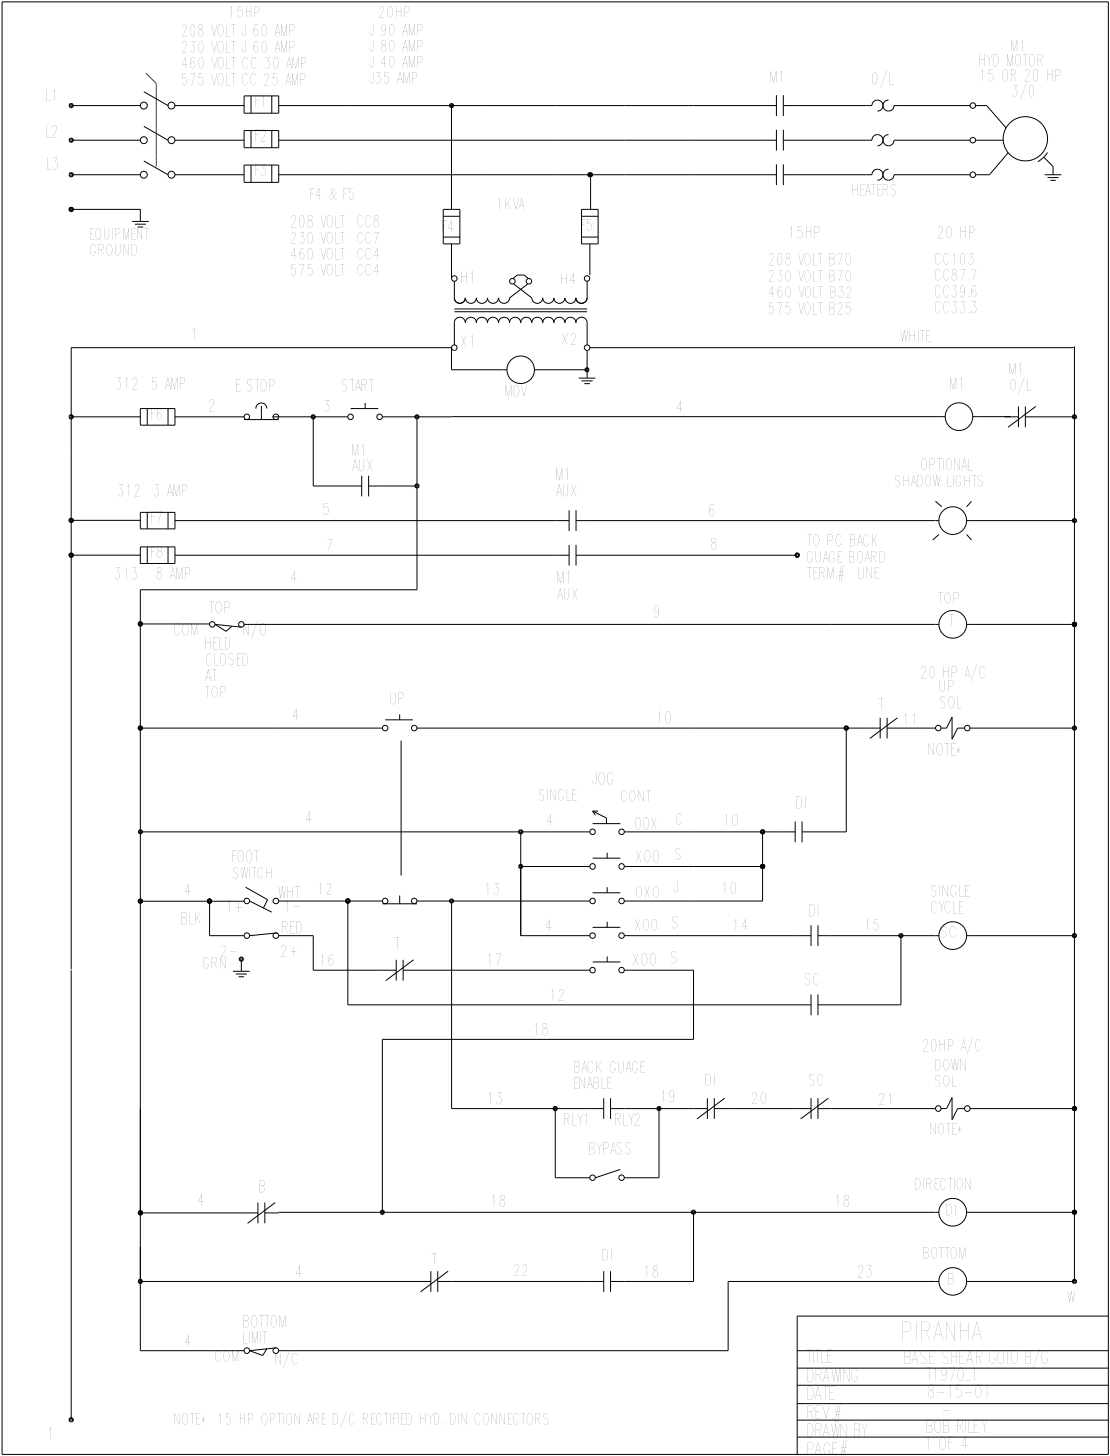 15HP 20HP
208 VOLT J 60 AMP J 90 AMP
230 VOLT J 60 AMP J 80 AMP
460 VOLT CC 30 AMP J 40 AMP
575 VOLT CC 25 AMP J35 AMP
M1
HYD MOTOR
15 OR 20 HP
3/0
M1
O/L
L1
F1
L2
F2
L3
F3
HEATERS
F4 & F5
208 VOLT CC8
230 VOLT CC7
460 VOLT CC4
575 VOLT CC4
1KVA
F4
F5
EQUIPMENT
GROUND
15HP 20 HP
208 VOLT B70 CC103
230 VOLT B70 CC87.7
460 VOLT B32 CC39.6
575 VOLT B25 CC33.3
H1
H4
1
X1
X2
WHITE
MOV
312 5 AMP
E STOP
START
M1
M1
O/L
F6
2
3
4
M1
AUX
OPTIONAL
SHADOW LIGHTS
312 3 AMP
M1
AUX
F7
5
6
F8
7
8
TO PC BACK
GUAGE BOARD
TERM.# LINE
313 8 AMP
M1
AUX
4
TOP
9
TOP
COM
N/O
T
HELD
CLOSED
AT
TOP
20 HP A/C
UP
SOL
UP
4
10
T
11
NOTE*
JOG
SINGLE
CONT
4
4
OOX C
10
DI
XOO S
FOOT
SWITCH
4
WHT
12
13
OXO J
10
1+
1-
BLK
RED
4
XOO S
14
DI
15
SINGLE
CYCLE
SC
2-
2+
GRN
16
T
17
XOO S
12
SC
18
20HP A/C
DOWN
SOL
BACK GUAGE
ENABLE
13
19
DI
20
SC
21
RLY1
RLY2
NOTE*
BYPASS
B
4
18
18
DIRECTION
DI
4
T
22
DI
18
23
BOTTOM
B
W
BOTTOM
LIMIT
4
COM
N/C
PIRANHA
TITLE BASE SHEAR GOTO B/G
DRAWING 11970_1
DATE 8-15-01
REV.# -
DRAWN BY BOB RILEY
PAGE# 1 OF 4
1
NOTE* 15 HP OPTION ARE D/C RECTIFIED HYD. DIN CONNECTORS